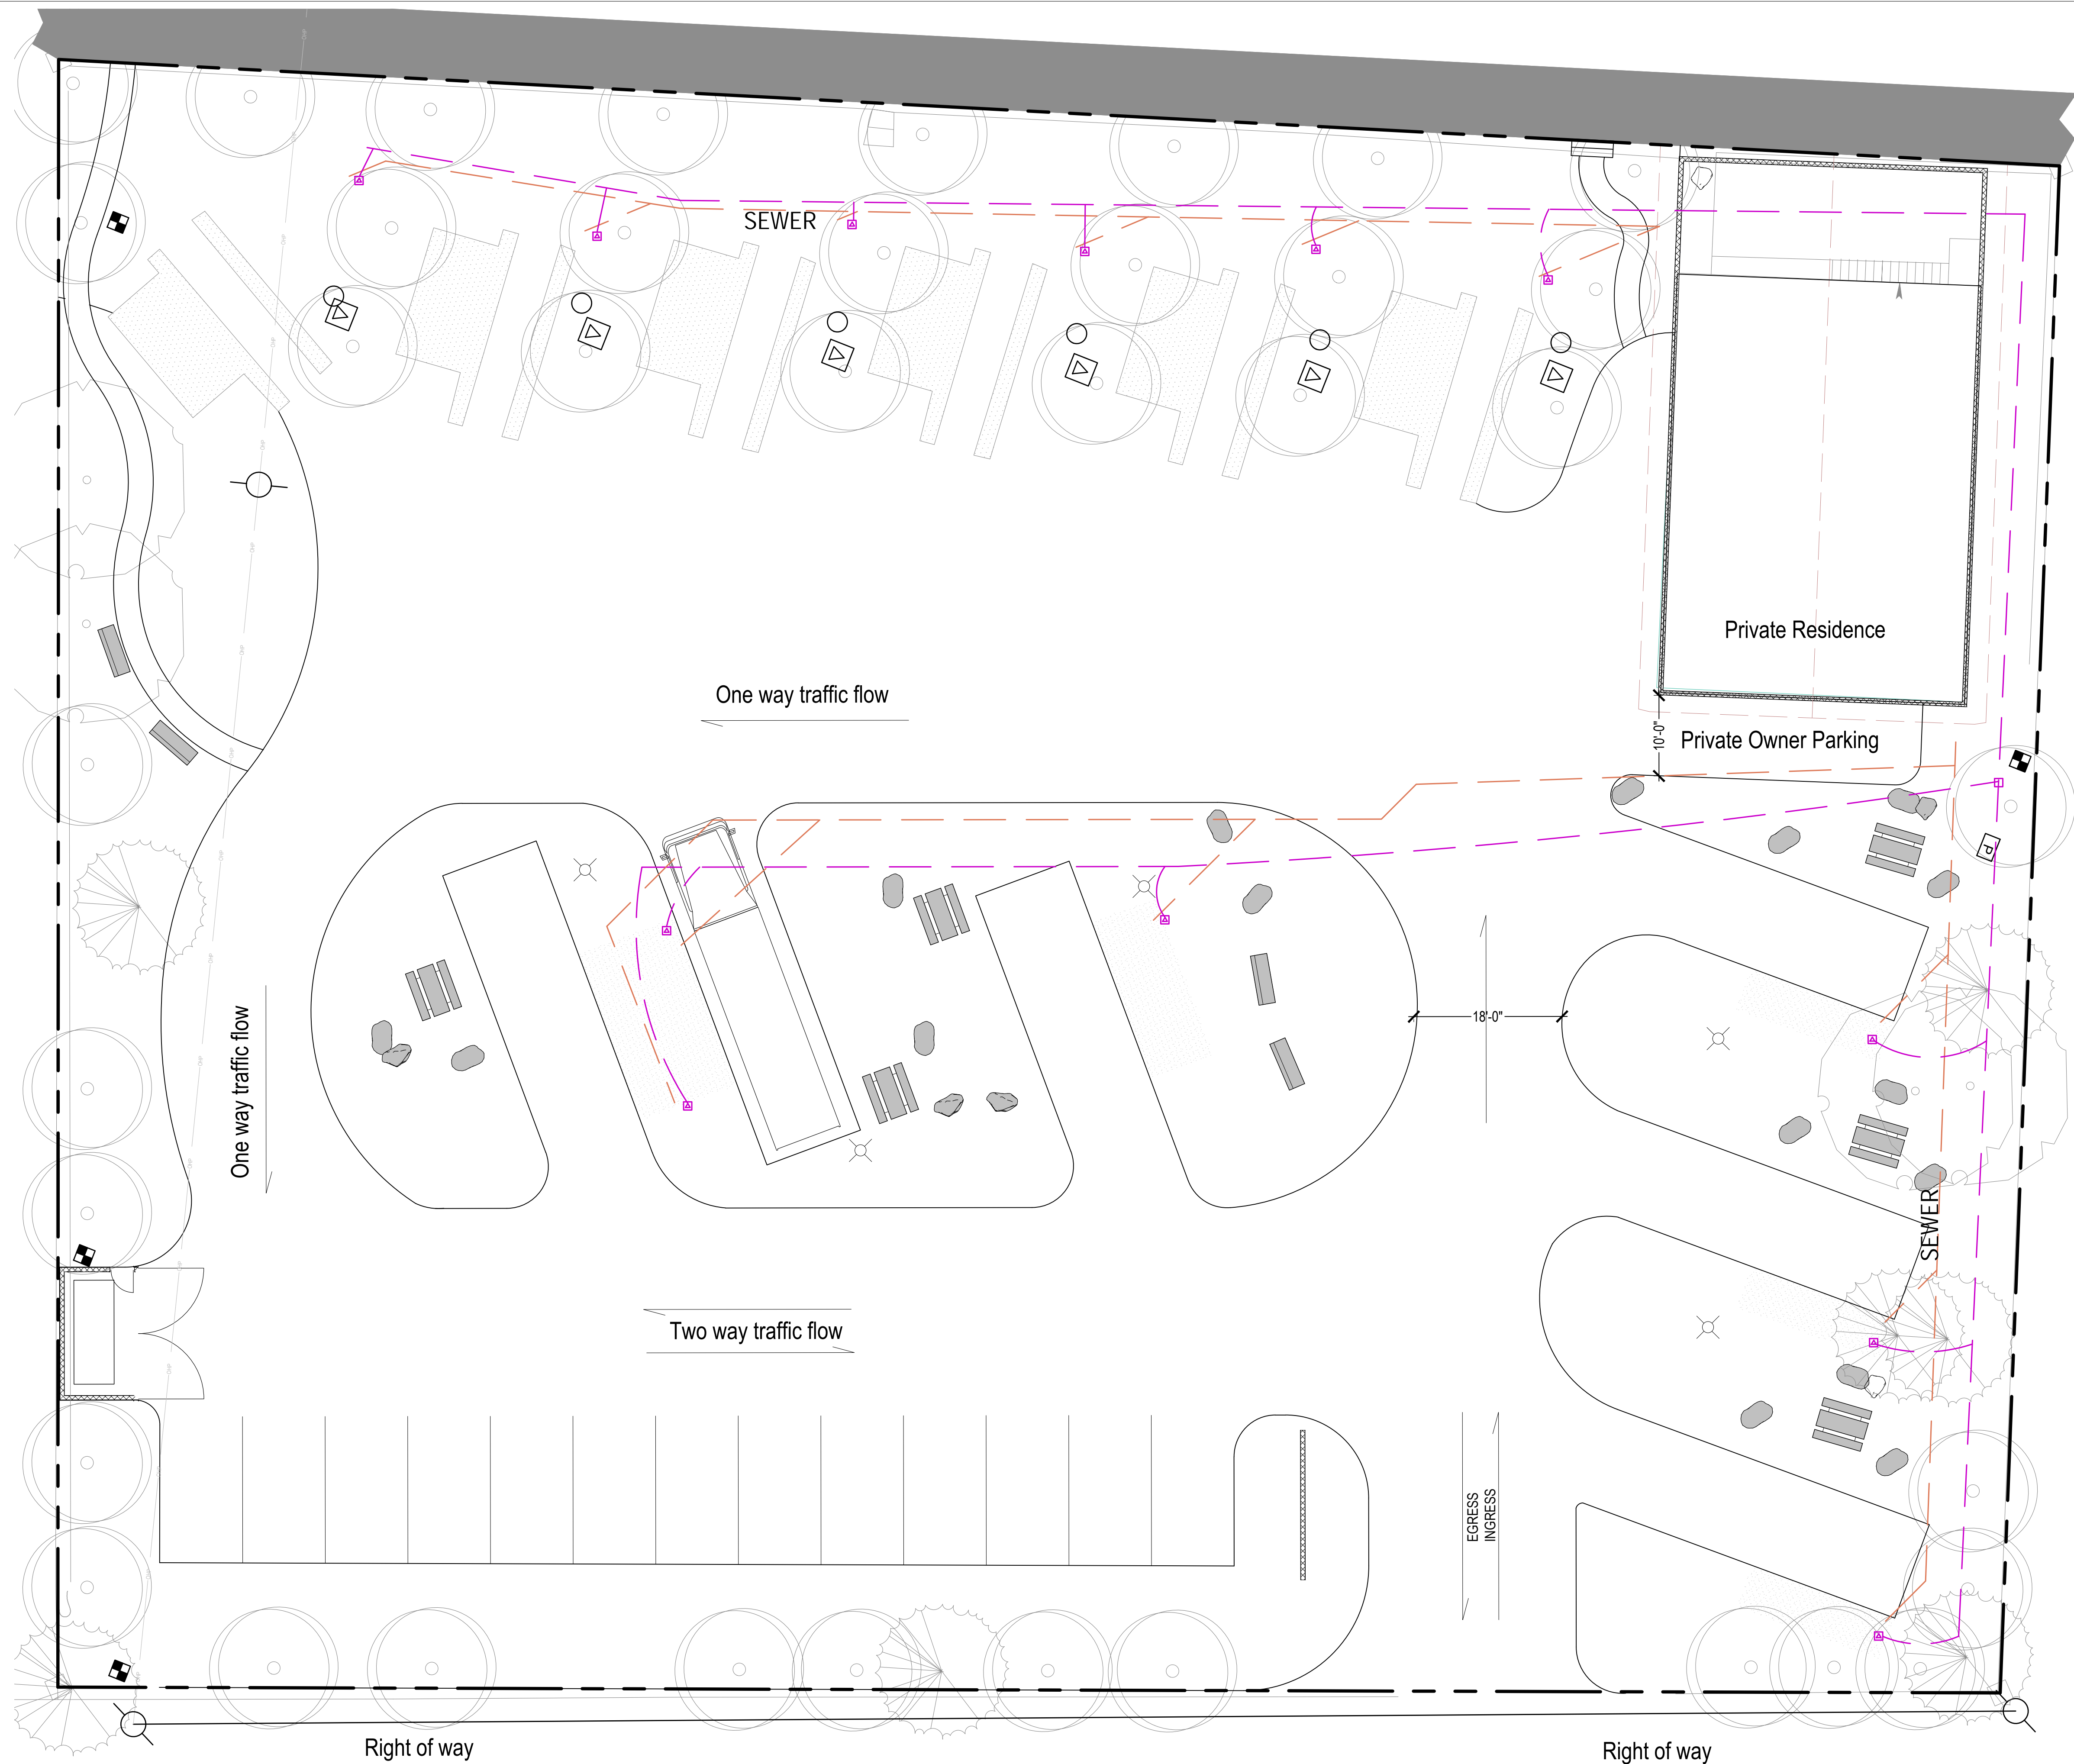 SEWER
Private Residence
One way traffic flow
Private Owner Parking
10'-0"
P
18'-0"
One way traffic flow
SEWER
Two way traffic flow
EGRESS
INGRESS
Right of way
Right of way